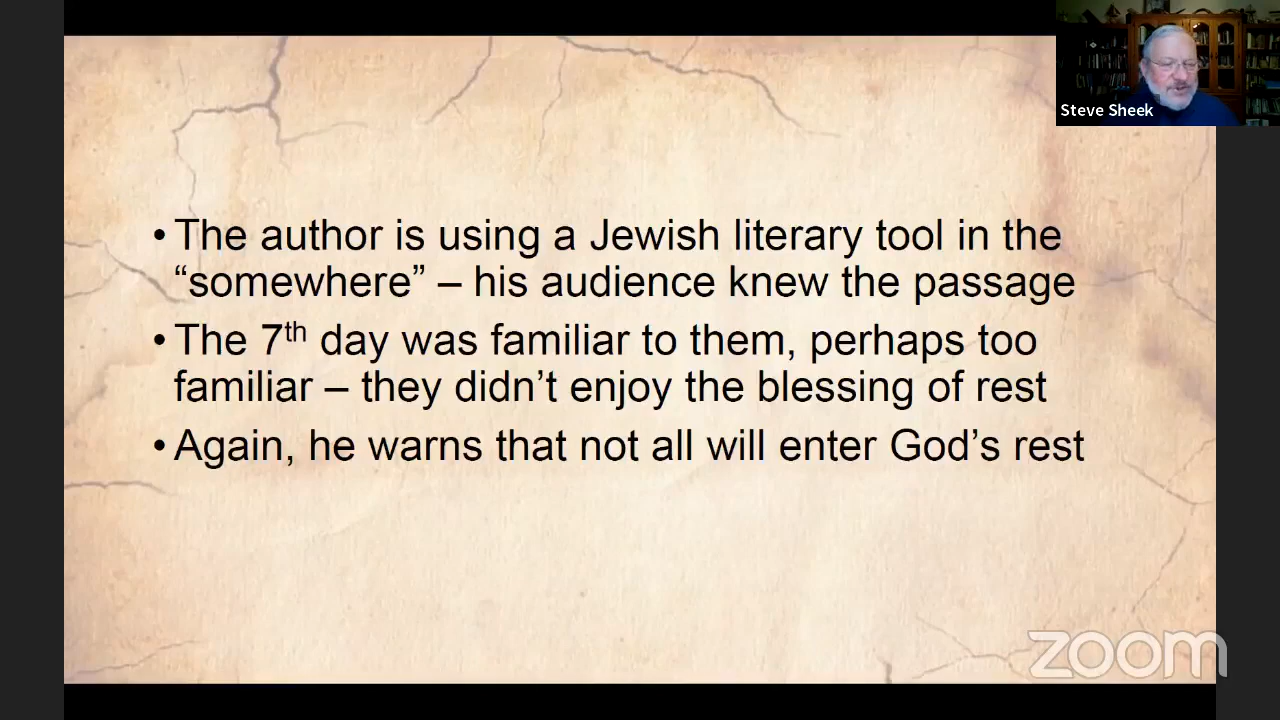 Steve Sheek
• The author is using a Jewish literary tool in the
“somewhere” – his audience knew the passage
• The 7th day was familiar to them, perhaps too
familiar – they didn’t enjoy the blessing of rest
• Again, he warns that not all will enter God’s rest
zoom